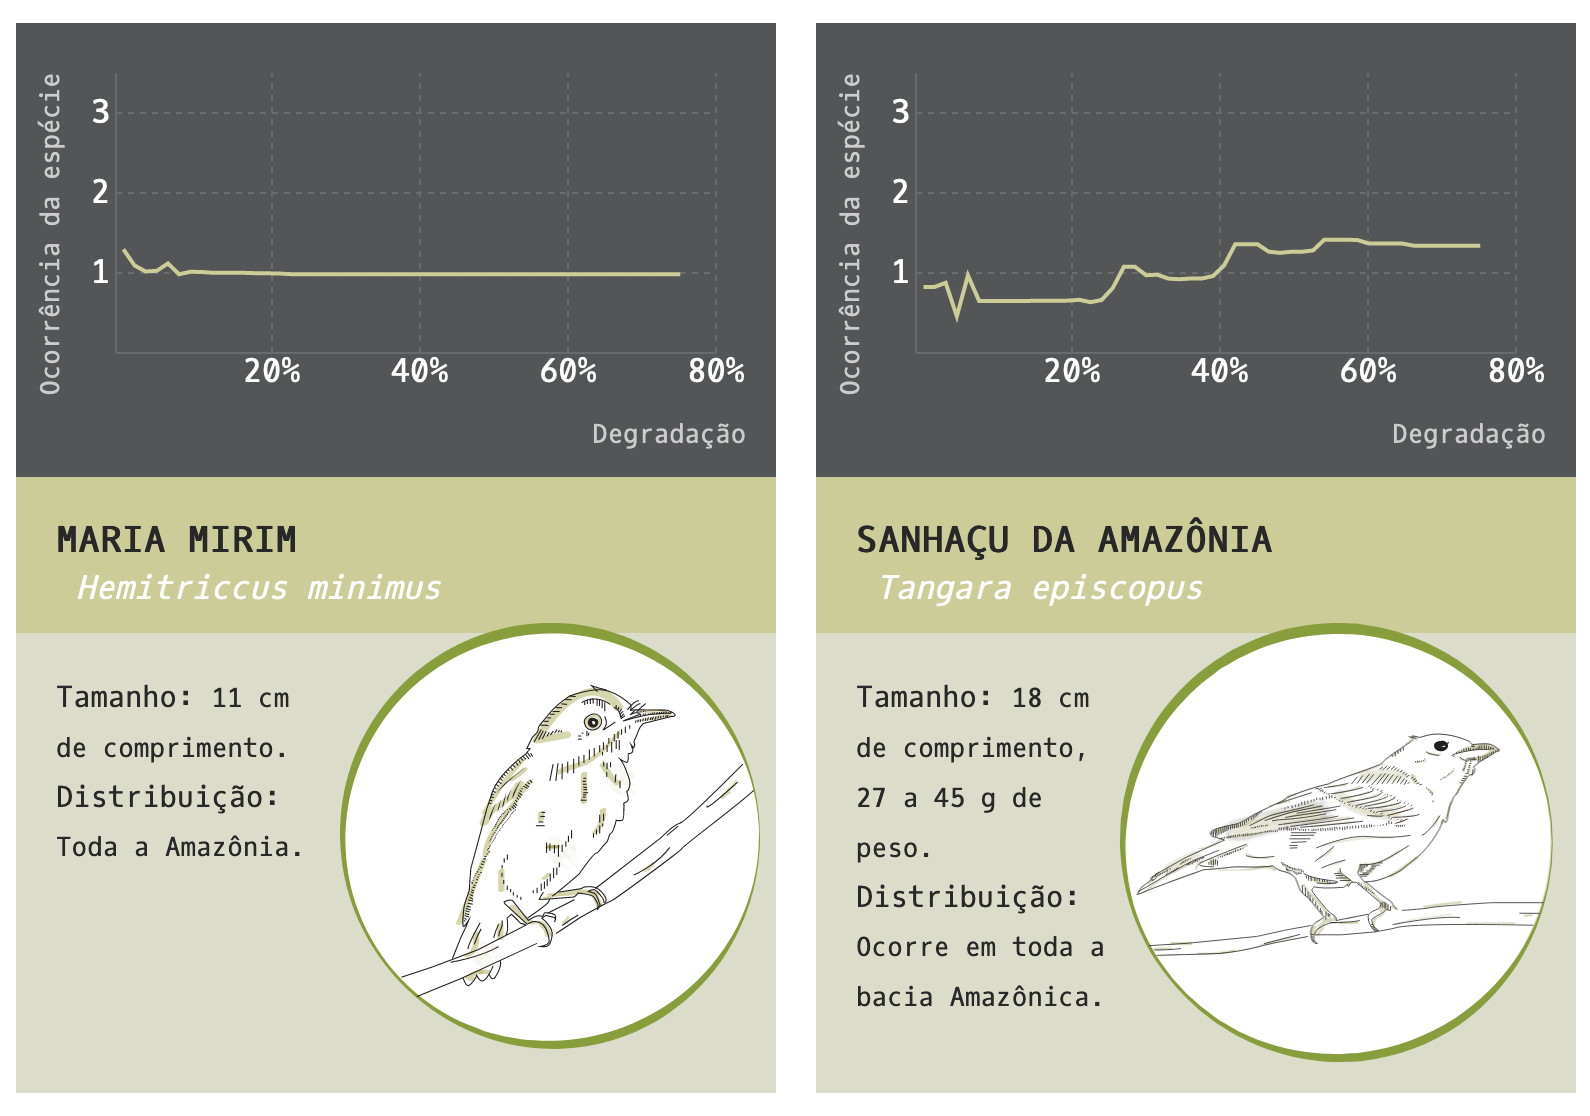 Ocorrência da espécie
3
2
1
20% 40% 60% 80%
Degradação
MARIA MIRIM
Hemitriccus minimus
Tamanho: 11 cm
de comprimento.
Distribuição:
Toda a Amazônia.
Ocorrência da espécie
3
2
1
20% 40% 60% 80%
Degradação
SANHAÇU DA AMAZÔNIA
Tangara episcopus
Tamanho: 18 cm
de comprimento,
27 a 45 g de
peso.
Distribuição:
Ocorre em toda a
bacia Amazônica.